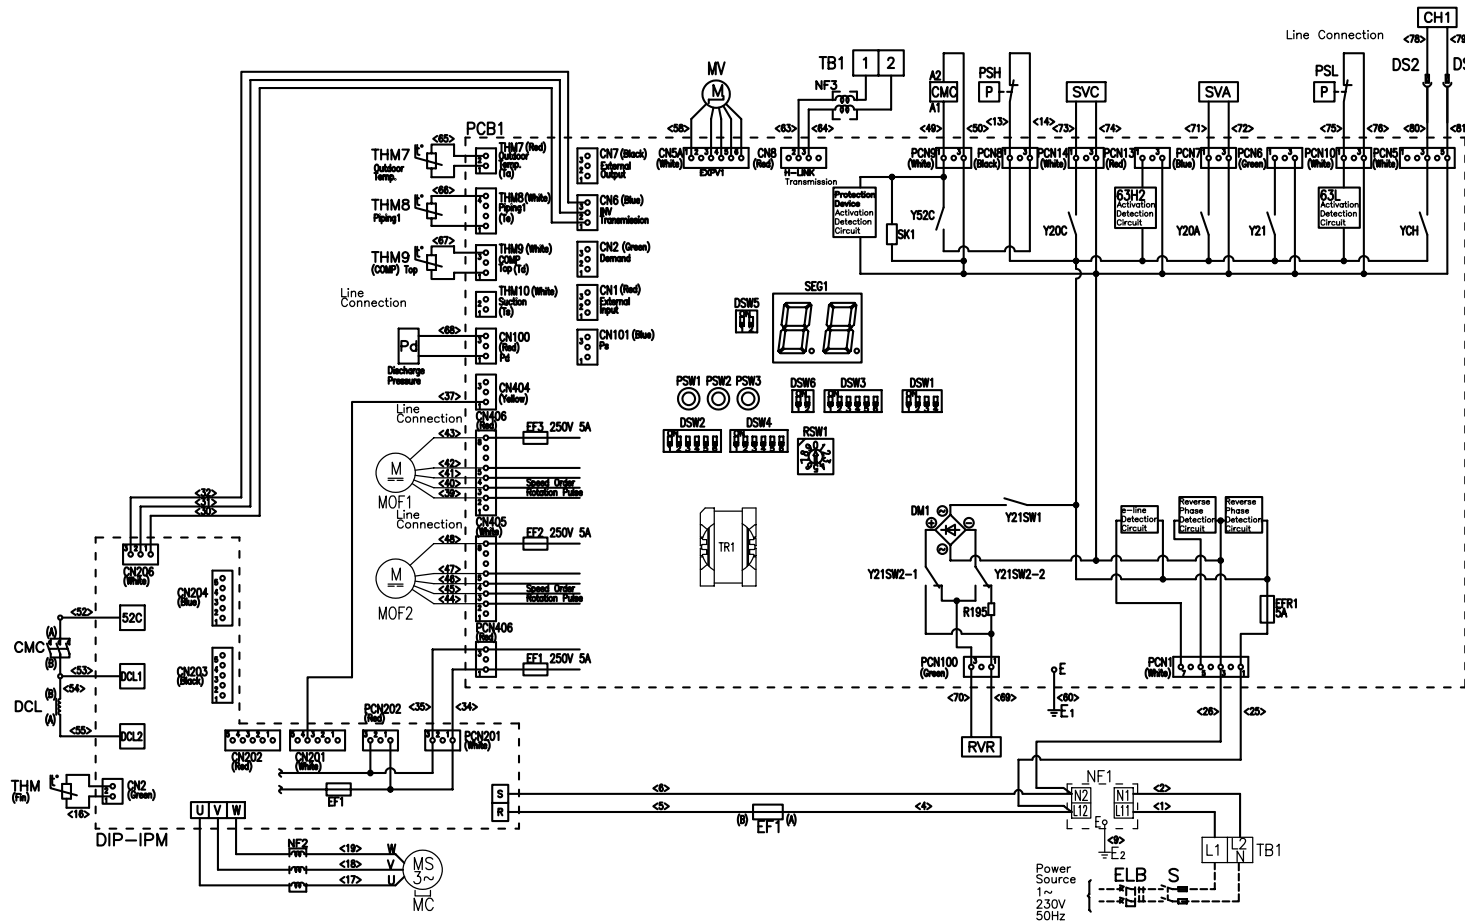 CH1
<78>
<79
Line Connection
DS2
DS
MV
M
TB1
1
2
NF3
A2
CMC
A1
PSH
P
SVC
SVA
PSL
P
<58>
<63>
<64>
<49>
<50>
<13>
<14>
<73>
<74>
<71>
<72>
<75>
<76>
<80>
<81
PCB1
CN5A
(White)
EXPV1
CN8
(Red)
H-LINK
Transmission
PCN9
(White)
PCN8
(Black)
PCN14
(White)
PCN13
(Red)
PCN7
(Blue)
PCN6
(Green)
PCN10
(White)
PCN5
(White)
THM7
Outdoor
Temp.
<65>
THM7 (Red)
Outdoor
Temp.
(Ta)
CN7 (Black)
External
Output
THM8
Piping1
<66>
THM8 (White)
Piping1
(Te)
CN6 (Blue)
INV
Transmission
THM9
(COMP) Top
<67>
THM9 (White)
COMP
Top (Td)
CN2 (Green)
Demand
Line
Connection
THM10 (White)
Suction
(Ts)
CN1 (Red)
External
Input
Pd
Discharge
Pressure
<68>
CN100
(Red)
Pd
CN101 (Blue)
Ps
Protection
Device
Activation
Detection
Circuit
SK1
Y52C
Y20C
63H2
Activation
Detection
Circuit
Y20A
Y21
63L
Activation
Detection
Circuit
YCH
SEG1
DSW5
PSW1
PSW2
PSW3
DSW6
DSW3
DSW1
DSW2
DSW4
RSW1
<37>
CN404
(Yellow)
Line
Connection
CN406
(Red)
EF3 250V 5A
M
MOF1
<43>
<42>
<41>
<40>
<39>
Speed Order
Rotation Pulse
Line
Connection
CN405
(White)
EF2 250V 5A
M
MOF2
<48>
<47>
<46>
<45>
<44>
Speed Order
Rotation Pulse
PCN406
(Red)
EF1 250V 5A
TR1
DM1
Y21SW1
Y21SW2-1
Y21SW2-2
R195
e-line
Detection
Circuit
Reverse
Phase
Detection
Circuit
Reverse
Phase
Detection
Circuit
EFR1
5A
PCN100
(Green)
PCN1
(White)
E
<70>
<69>
<60>
E1
<26>
<25>
RVR
<32>
<31>
<30>
CN206
(White)
CN204
(Blue)
CN203
(Black)
<52>
52C
CMC
(A)
(B)
<53>
DCL1
<54>
DCL
(B)
(A)
<55>
DCL2
<35>
<34>
PCN202
(Red)
PCN201
(White)
CN202
(Red)
CN201
(White)
EF1
THM
(Fin)
CN2
(Green)
<16>
DIP-IPM
U
V
W
S
R
<6>
<5>
(B)
EF1
(A)
<4>
NF1
N2
N1
L12
L11
E
<2>
<1>
<9>
E2
NF2
<19>
<18>
<17>
W
V
U
MS
3~
MC
L1
L2
N
TB1
Power
Source
1~
230V
50Hz
ELB
S